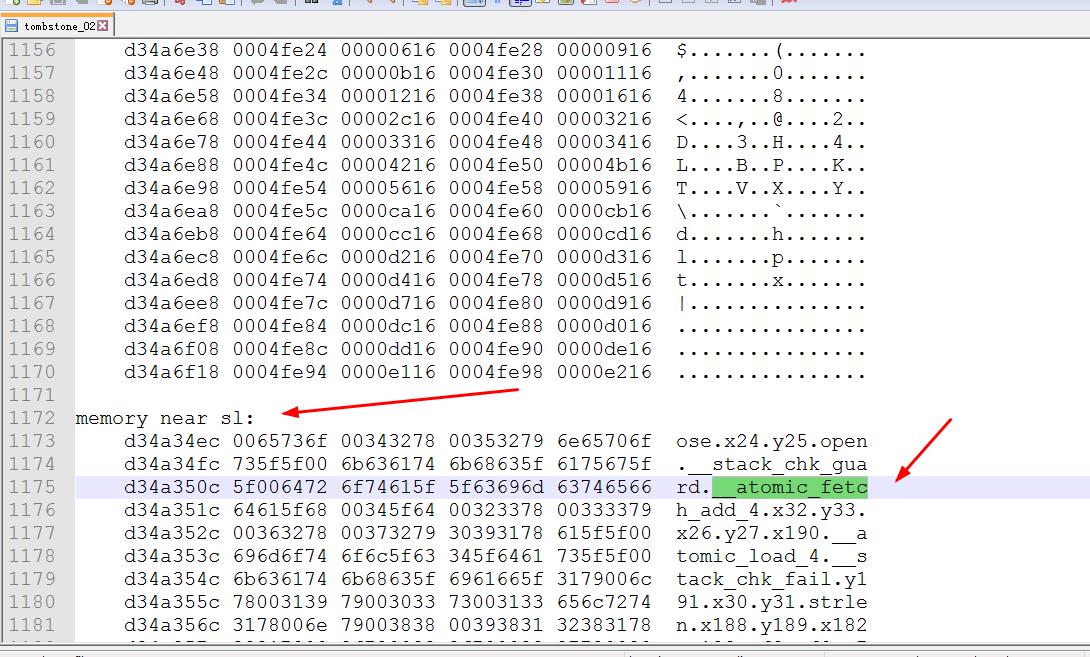 tombstone_02
1156 d34a6e38 0004fe24 00000616 0004fe28 00000916 $.......(.......
1157 d34a6e48 0004fe2c 00000b16 0004fe30 00001116 ,.......0.......
1158 d34a6e58 0004fe34 00001216 0004fe38 00001616 4.......8.......
1159 d34a6e68 0004fe3c 00002c16 0004fe40 00003216 <....,..@....2..
1160 d34a6e78 0004fe44 00003316 0004fe48 00003416 D....3..H....4..
1161 d34a6e88 0004fe4c 00004216 0004fe50 00004b16 L....B..P....K..
1162 d34a6e98 0004fe54 00005616 0004fe58 00005916 T....V..X....Y..
1163 d34a6ea8 0004fe5c 0000ca16 0004fe60 0000cb16 \.......`.......
1164 d34a6eb8 0004fe64 0000cc16 0004fe68 0000cd16 d.......h.......
1165 d34a6ec8 0004fe6c 0000d216 0004fe70 0000d316 l.......p.......
1166 d34a6ed8 0004fe74 0000d416 0004fe78 0000d516 t.......x.......
1167 d34a6ee8 0004fe7c 0000d716 0004fe80 0000d916 |...............
1168 d34a6ef8 0004fe84 0000dc16 0004fe88 0000d016 ................
1169 d34a6f08 0004fe8c 0000dd16 0004fe90 0000de16 ................
1170 d34a6f18 0004fe94 0000e116 0004fe98 0000e216 ................
1171
1172 memory near sl:
1173 d34a34ec 0065736f 00343278 00353279 6e65706f ose.x24.y25.open
1174 d34a34fc 735f5f00 6b636174 6b68635f 6175675f .__stack_chk_gua
1175 d34a350c 5f006472 6f74615f 5f63696d 63746566 rd.__atomic_fetc
1176 d34a351c 64615f68 00345f64 00323378 00333379 h_add_4.x32.y33.
1177 d34a352c 00363278 00373279 30393178 615f5f00 x26.y27.x190.__a
1178 d34a353c 696d6f74 6f6c5f63 345f6461 735f5f00 tomic_load_4.__s
1179 d34a354c 6b636174 6b68635f 6961665f 3179006c tack_chk_fail.y1
1180 d34a355c 78003139 79003033 73003133 656c7274 91.x30.y31.strle
1181 d34a356c 3178006e 79003838 00393831 32383178 n.x188.y189.x182